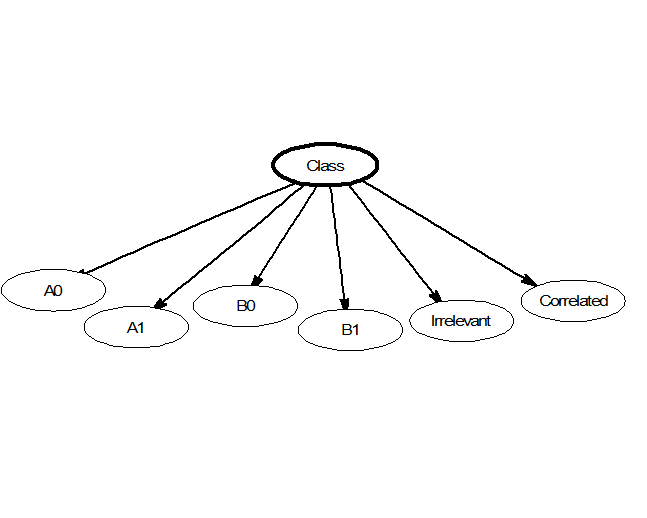 Class
A0
A1
B0
B1
Irrelevant
Correlated